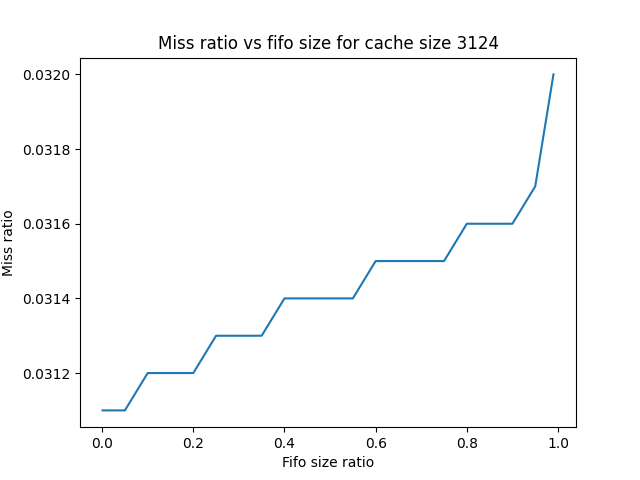 Miss ratio vs fifo size for cache size 3124
0.0320
0.0318
0.0316
0.0314
0.0312
Miss ratio
0.0 0.2 0.4 0.6 0.8 1.0
Fifo size ratio